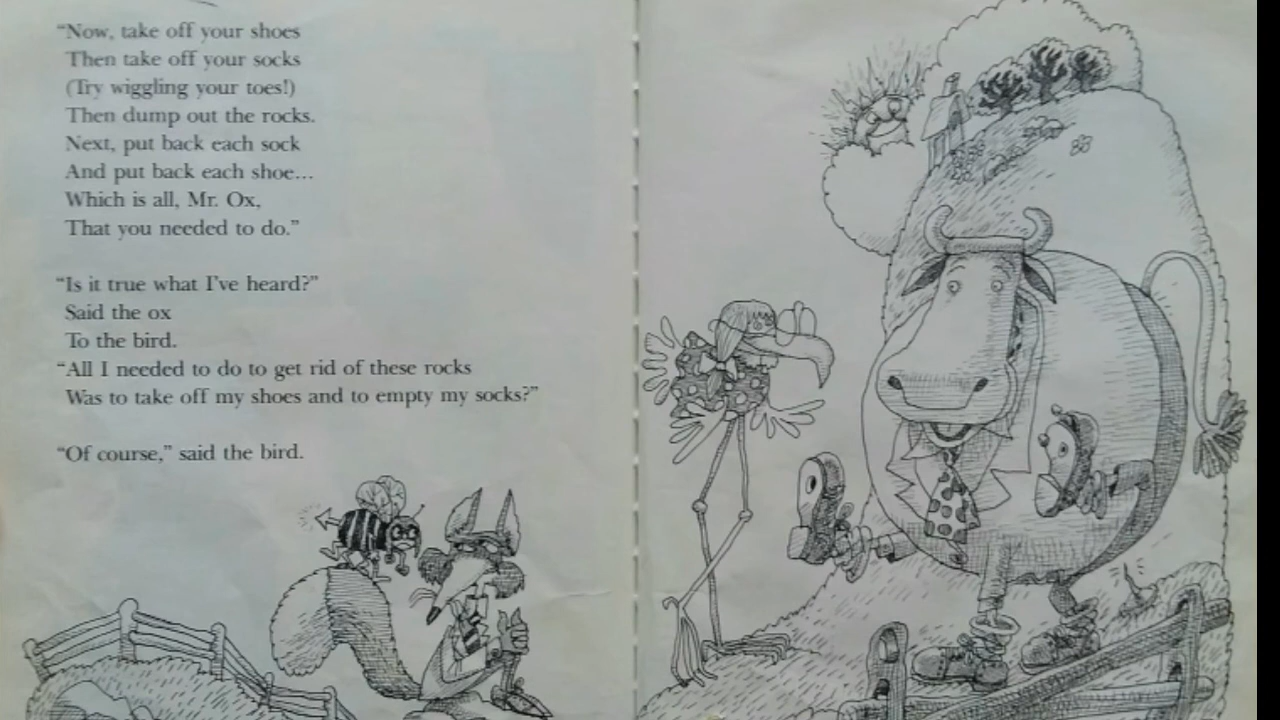 “Now, take off your shoes
Then take off your socks
(Try wiggling your toes!)
Then dump out the rocks.
Next, put back each sock
And put back each shoe...
Which is all, Mr. Ox,
That you needed to do.”
“Is it true what I've heard?”
Said the ox
To the bird.
“All I needed to do to get rid of these rocks
Was to take off my shoes and to empty my socks?”
“Of course,” said the bird.